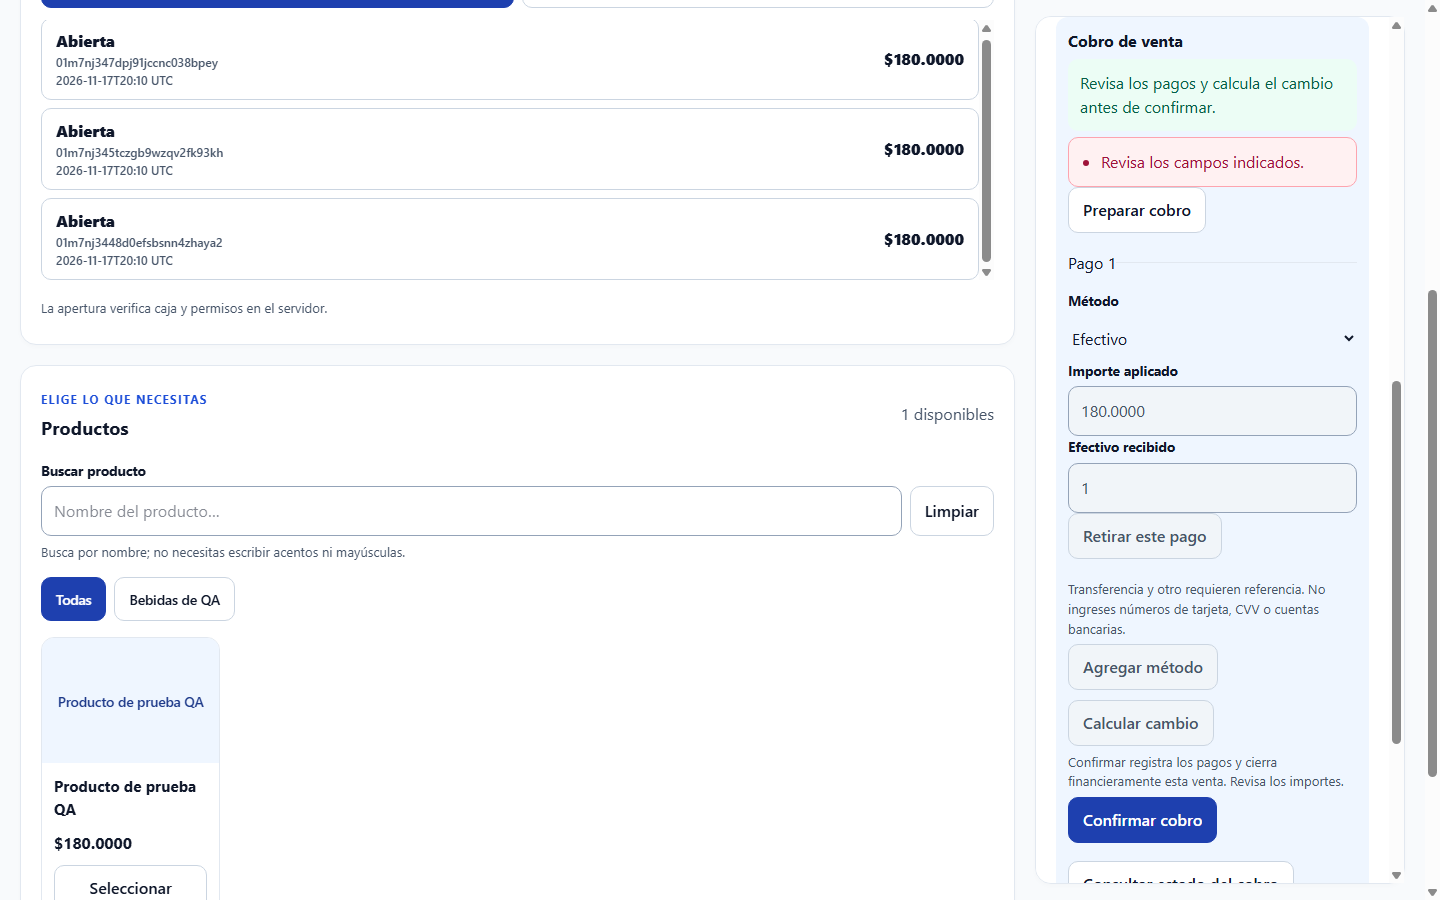 Abierta
01m7nj347dpj91jccnc038bpey
2026-11-17T20:10 UTC
$180.0000
Abierta
01m7nj345tczgb9wzqv2fk93kh
2026-11-17T20:10 UTC
$180.0000
Abierta
01m7nj3448d0efsbsnn4zhaya2
2026-11-17T20:10 UTC
$180.0000
La apertura verifica caja y permisos en el servidor.
ELIGE LO QUE NECESITAS
Productos
1 disponibles
Buscar producto
Nombre del producto...
Limpiar
Busca por nombre; no necesitas escribir acentos ni mayúsculas.
Todas
Bebidas de QA
Producto de prueba QA
Producto de prueba
QA
$180.0000
Seleccionar
Cobro de venta
Revisa los pagos y calcula el cambio
antes de confirmar.
• Revisa los campos indicados.
Preparar cobro
Pago 1
Método
Efectivo
Importe aplicado
180.0000
Efectivo recibido
1
Retirar este pago
Transferencia y otro requieren referencia. No
ingreses números de tarjeta, CVV o cuentas
bancarias.
Agregar método
Calcular cambio
Confirmar registra los pagos y cierra
financieramente esta venta. Revisa los importes.
Confirmar cobro
Consultar estado del cobro